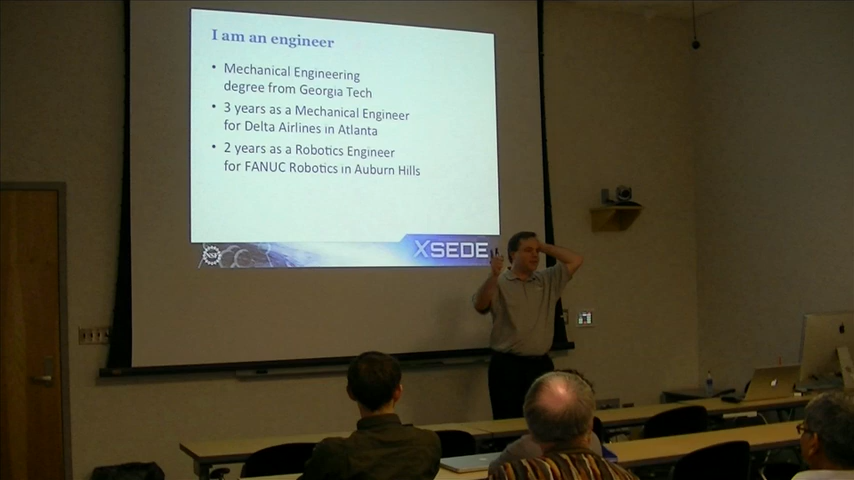 I am an engineer
• Mechanical Engineering
degree from Georgia Tech
• 3 years as a Mechanical Engineer
for Delta Airlines in Atlanta
• 2 years as a Robotics Engineer
for FANUC Robotics in Auburn Hills
NSF
XSEDE